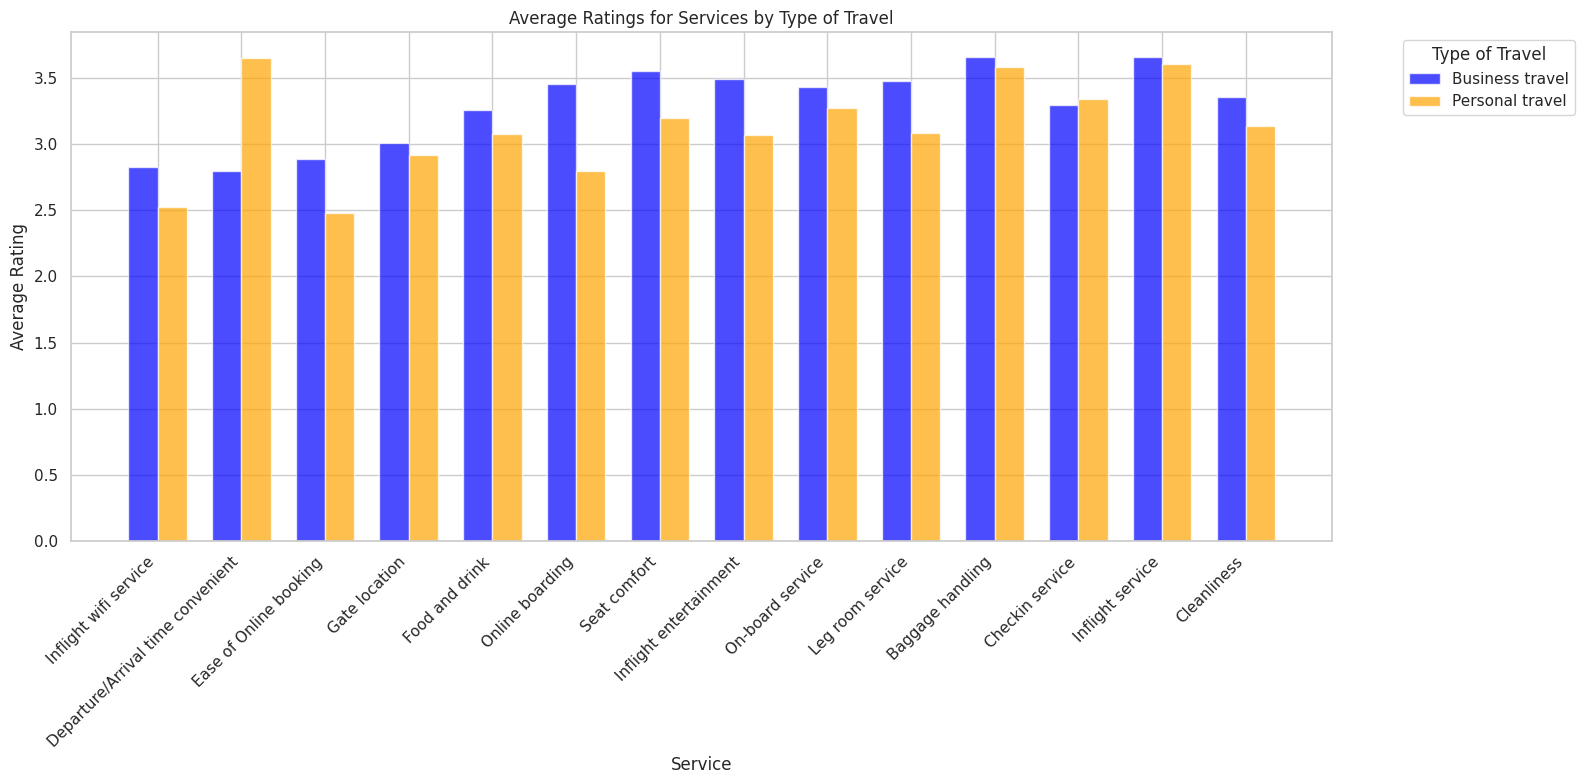 Average Ratings for Services by Type of Travel
Type of Travel
Business travel
Personal travel
Average Rating
3.5
3.0
2.5
2.0
1.5
1.0
0.5
0.0
Inflight wifi service
Departure/Arrival time convenient
Ease of Online booking
Gate location
Food and drink
Online boarding
Seat comfort
Inflight entertainment
On-board service
Leg room service
Baggage handling
Checkin service
Inflight service
Cleanliness
Service